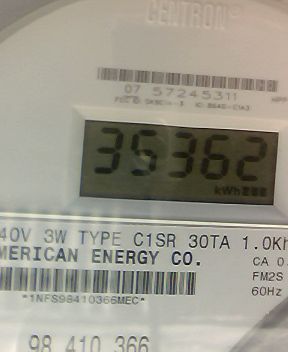 CENTRON®
07 57245311
35362
kWh
40V 3W TYPE C1SR 30TA 1.0Kh
MERICAN ENERGY CO.
CA 0.
FM2S
60Hz
*1NFS98410366MEC*
98 410 366